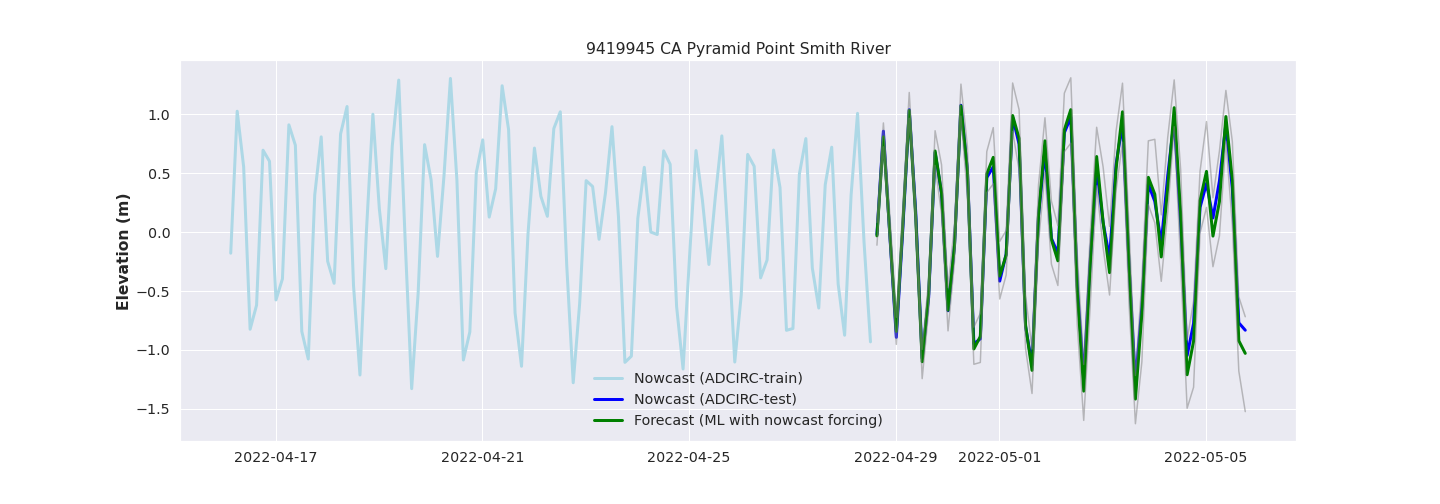 9419945 CA Pyramid Point Smith River
Elevation (m)
1.0
0.5
0.0
−0.5
−1.0
−1.5
Nowcast (ADCIRC-train)
Nowcast (ADCIRC-test)
Forecast (ML with nowcast forcing)
2022-04-17 2022-04-21 2022-04-25 2022-04-29 2022-05-01 2022-05-05